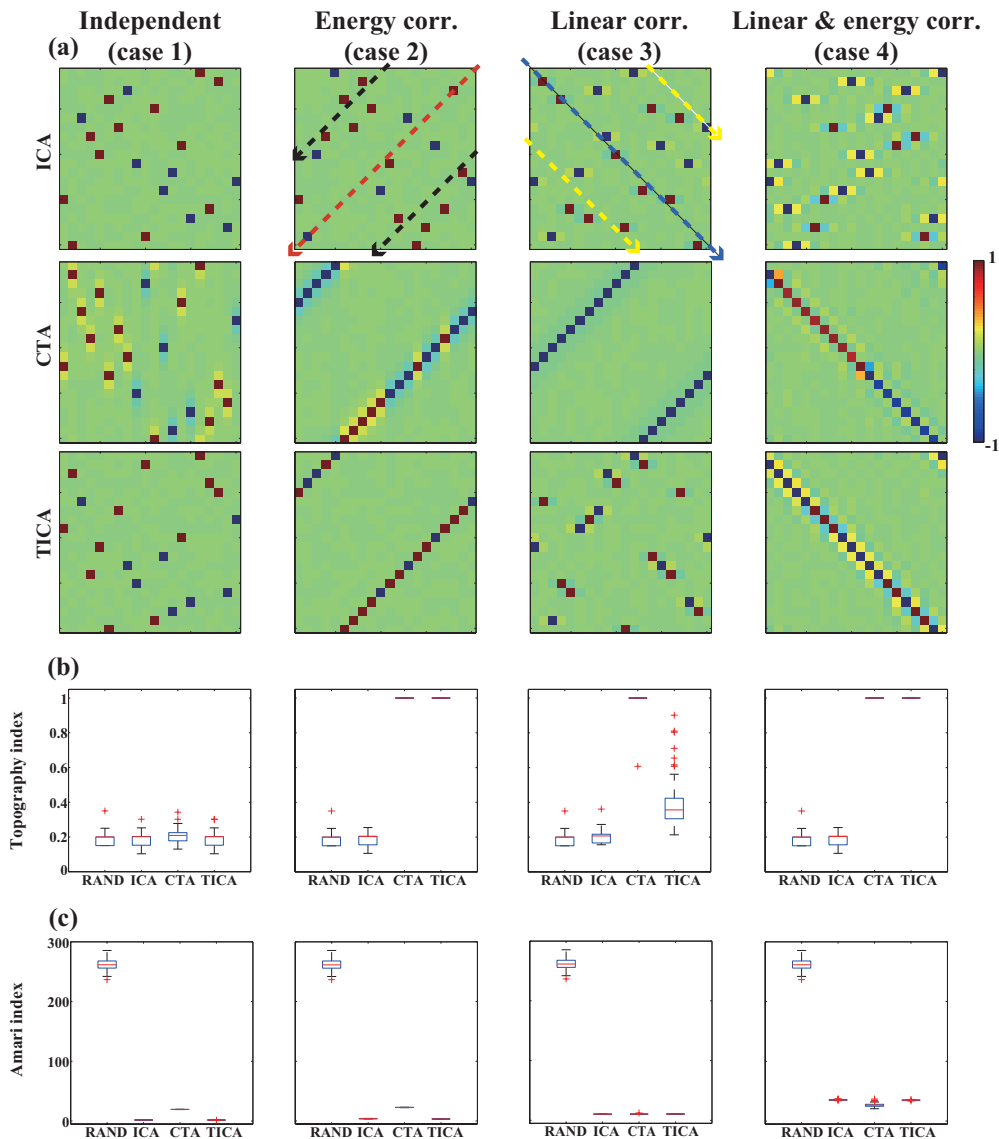 Independent (case 1)
Energy corr. (case 2)
Linear corr. (case 3)
Linear & energy corr. (case 4)
(a)
ICA
CTA
TICA
1
-1
(b)
Topography index
1
0.8
0.6
0.4
0.2
0
RAND ICA CTA TICA
RAND ICA CTA TICA
RAND ICA CTA TICA
RAND ICA CTA TICA
(c)
Amari index
300
200
100
0
RAND ICA CTA TICA
RAND ICA CTA TICA
RAND ICA CTA TICA
RAND ICA CTA TICA